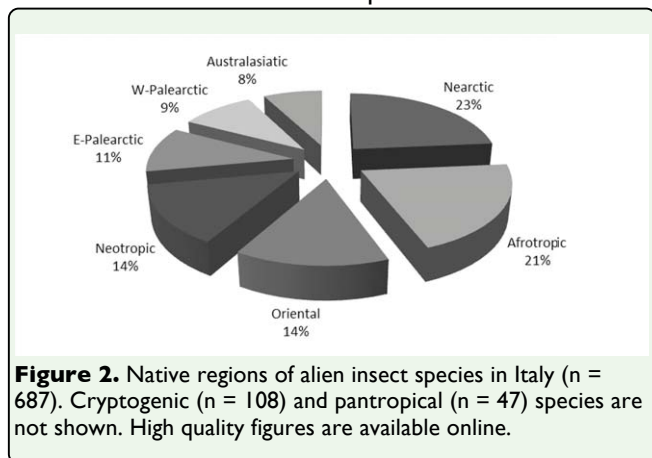 Australasiatic
8%
W-Palearctic
9%
E-Palearctic
11%
Neotropic
14%
Oriental
14%
Afrotropic
21%
Nearctic
23%
Figure 2. Native regions of alien insect species in Italy (n =
687). Cryptogenic (n = 108) and pantropical (n = 47) species are
not shown. High quality figures are available online.